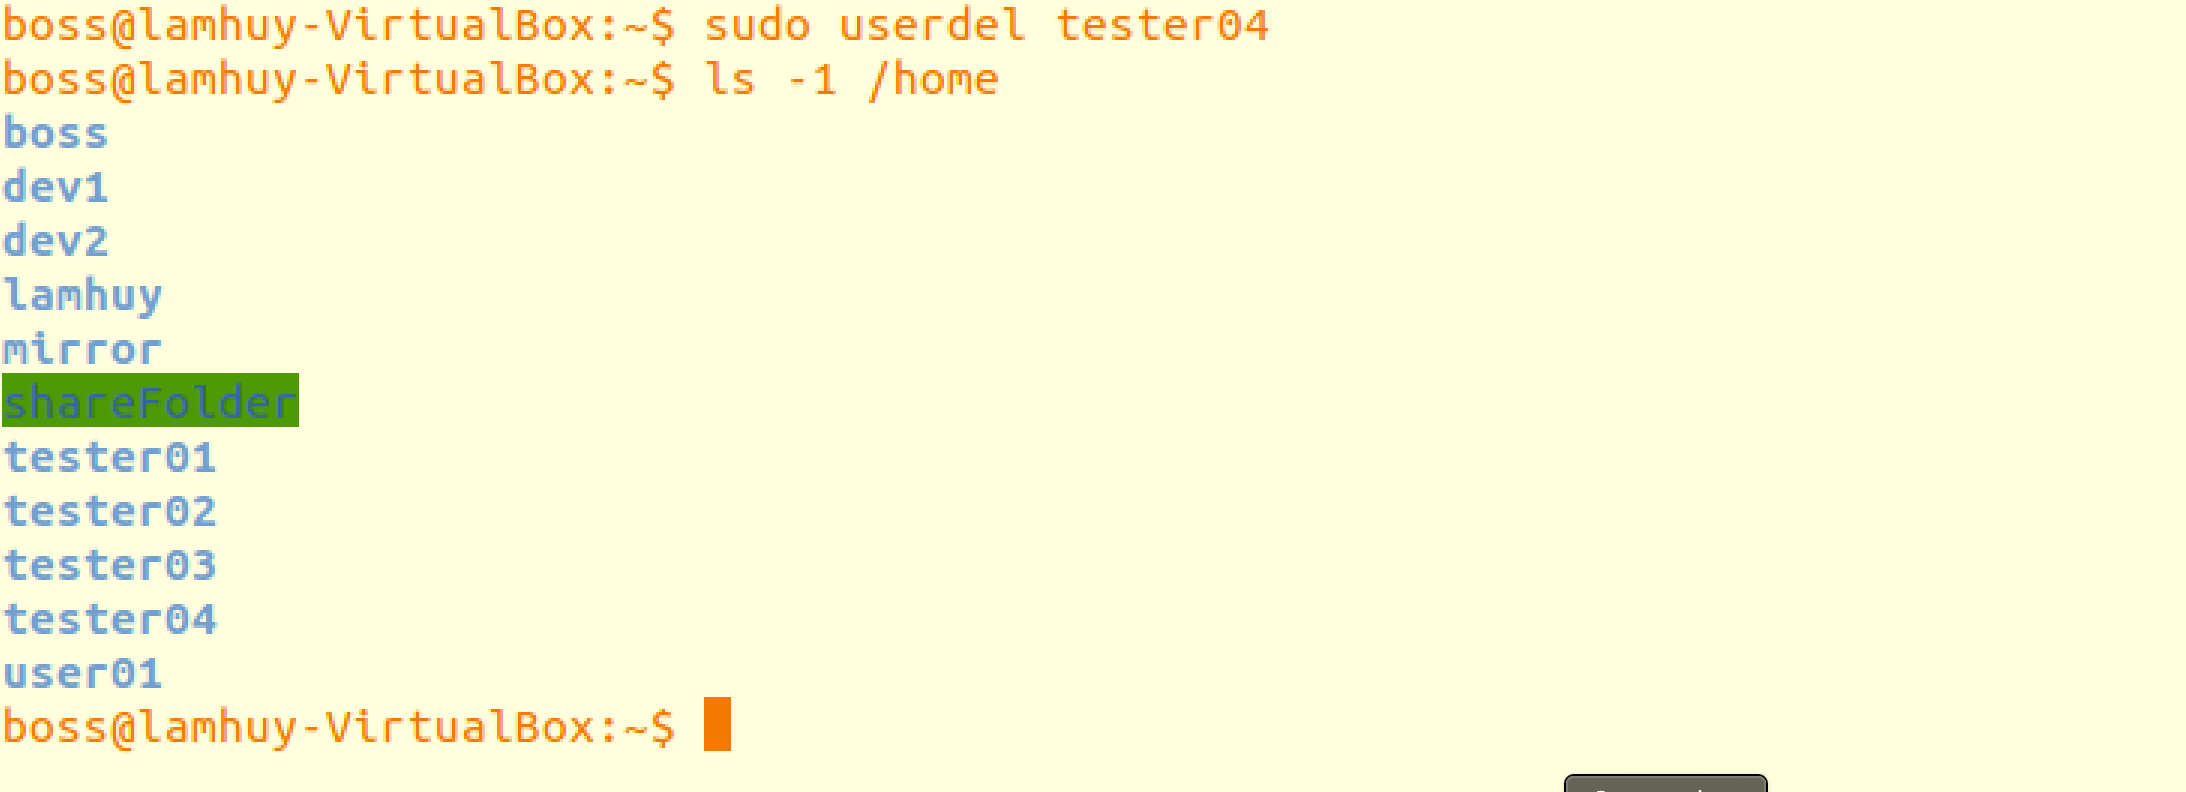 boss@lamhuy-VirtualBox:~$ sudo userdel tester04
boss@lamhuy-VirtualBox:~$ ls -1 /home
boss
dev1
dev2
lamhuy
mirror
shareFolder
tester01
tester02
tester03
tester04
user01
boss@lamhuy-VirtualBox:~$